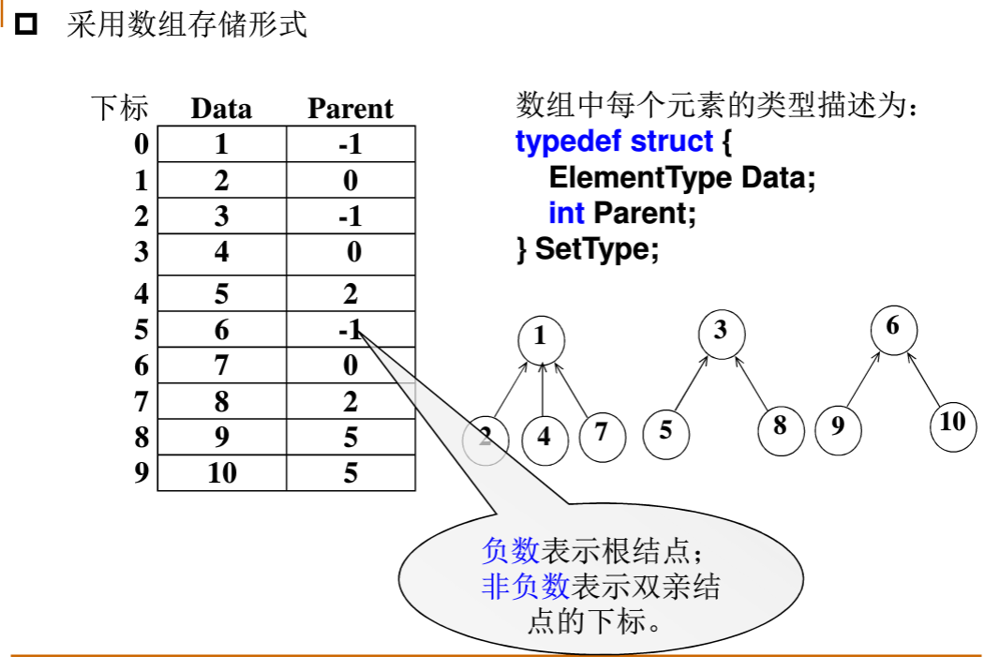 采用数组存储形式
下标 Data Parent
0 1 -1
1 2 0
2 3 -1
3 4 0
4 5 2
5 6 -1
6 7 0
7 8 2
8 9 5
9 10 5
数组中每个元素的类型描述为：
typedef struct {
ElementType Data;
int Parent;
} SetType;
1 3 6
2 4 7 5 8 9 10
负数表示根结点；
非负数表示双亲结
点的下标。